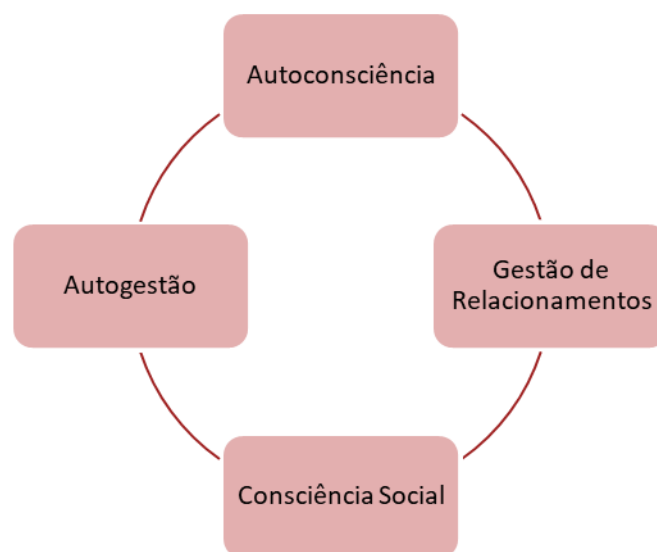 Autoconsciência
Autogestão
Gestão de
Relacionamentos
Consciência Social